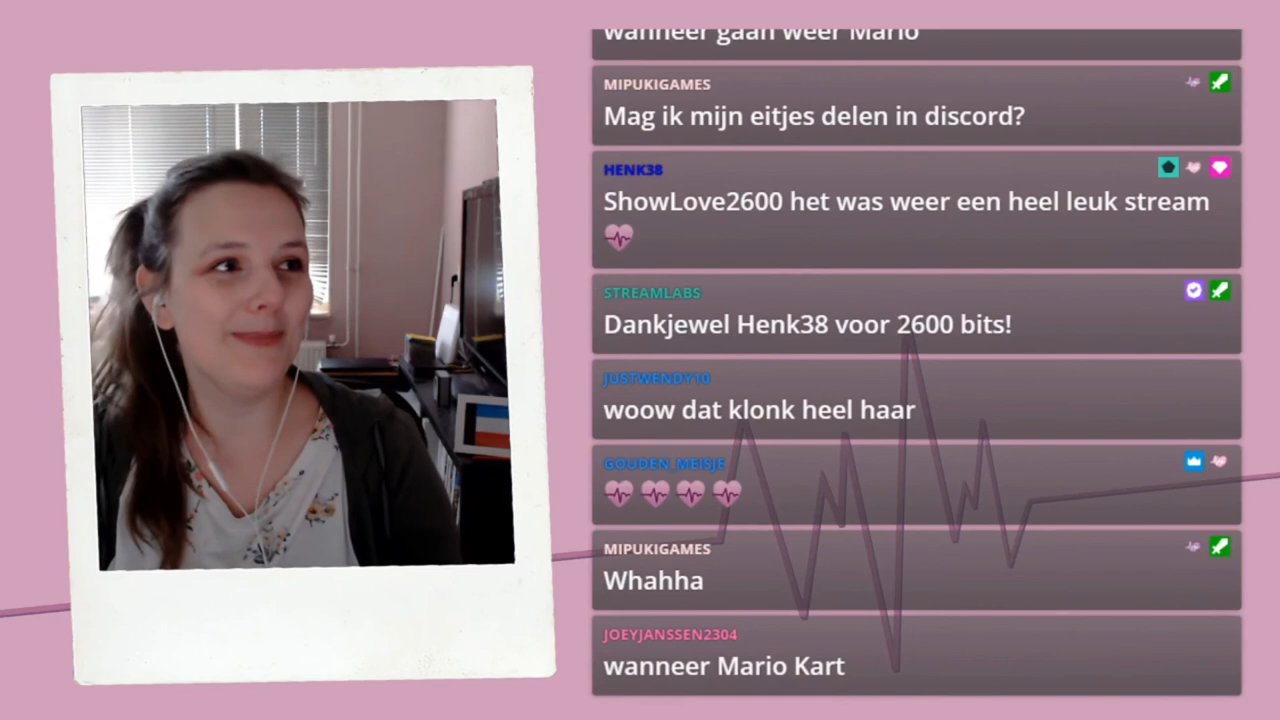 wanneer gaan weer Mario
MIPUKIGAMES
Mag ik mijn eitjes delen in discord?
HENK38
ShowLove2600 het was weer een heel leuk stream
STREAMLABS
Dankjewel Henk38 voor 2600 bits!
JUSTWENDY10
woow dat klonk heel haar
GOUDEN_MEISJE
MIPUKIGAMES
Whahha
JOEYJANSSEN2304
wanneer Mario Kart